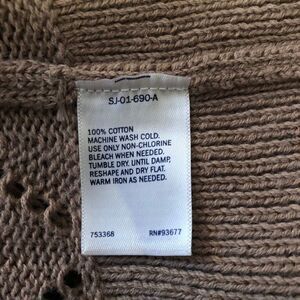 SJ-01-690-A
100% COTTON
MACHINE WASH COLD.
USE ONLY NON-CHLORINE
BLEACH WHEN NEEDED.
TUMBLE DRY. UNTIL DAMP,
RESHAPE AND DRY FLAT.
WARM IRON AS NEEDED.
753368 RN#93677